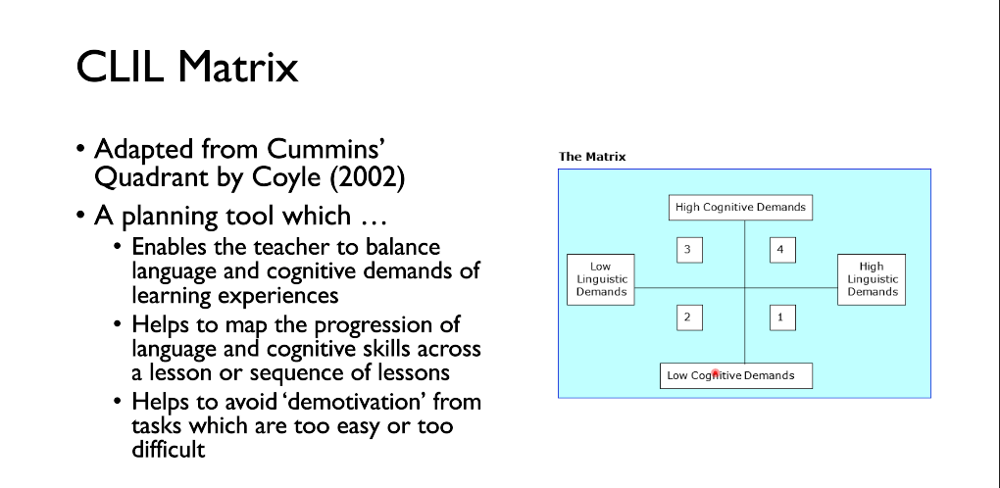 CLIL Matrix
• Adapted from Cummins’
Quadrant by Coyle (2002)
• A planning tool which …
• Enables the teacher to balance
language and cognitive demands of
learning experiences
• Helps to map the progression of
language and cognitive skills across
a lesson or sequence of lessons
• Helps to avoid ‘demotivation’ from
tasks which are too easy or too
difficult
The Matrix
High Cognitive Demands
3
4
Low
Linguistic
Demands
High
Linguistic
Demands
2
1
Low Cognitive Demands